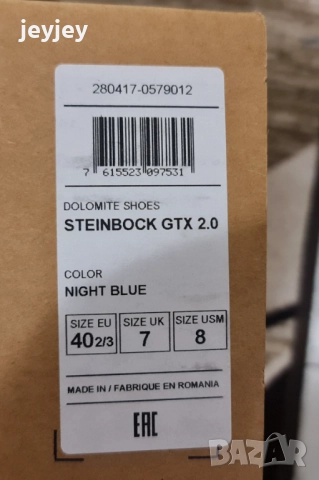 jeyjey
280417-0579012
7 615523 097531
DOLOMITE SHOES
STEINBOCK GTX 2.0
COLOR
NIGHT BLUE
SIZE EU SIZE UK SIZE USM
40 2/3 7 8
MADE IN / FABRIQUE EN ROMANIA
EAC
BAZAR